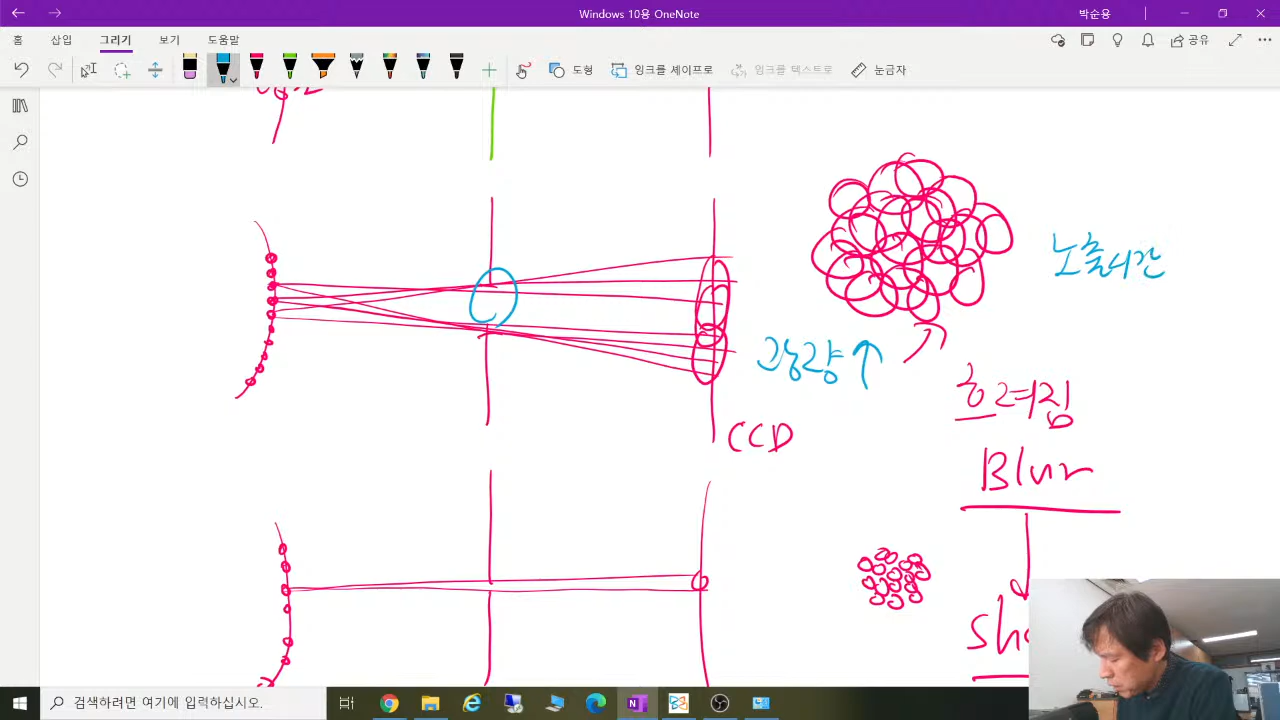 Windows 10용 OneNote
박순용
홈 삽입 그리기 보기 도움말
공유
도형
잉크를 셰이프로
잉크를 텍스트로
눈금자
노출시간
광량 ↑
흐려짐
CCD
Blur
Sh
검색하려면 여기에 입력하십시오.